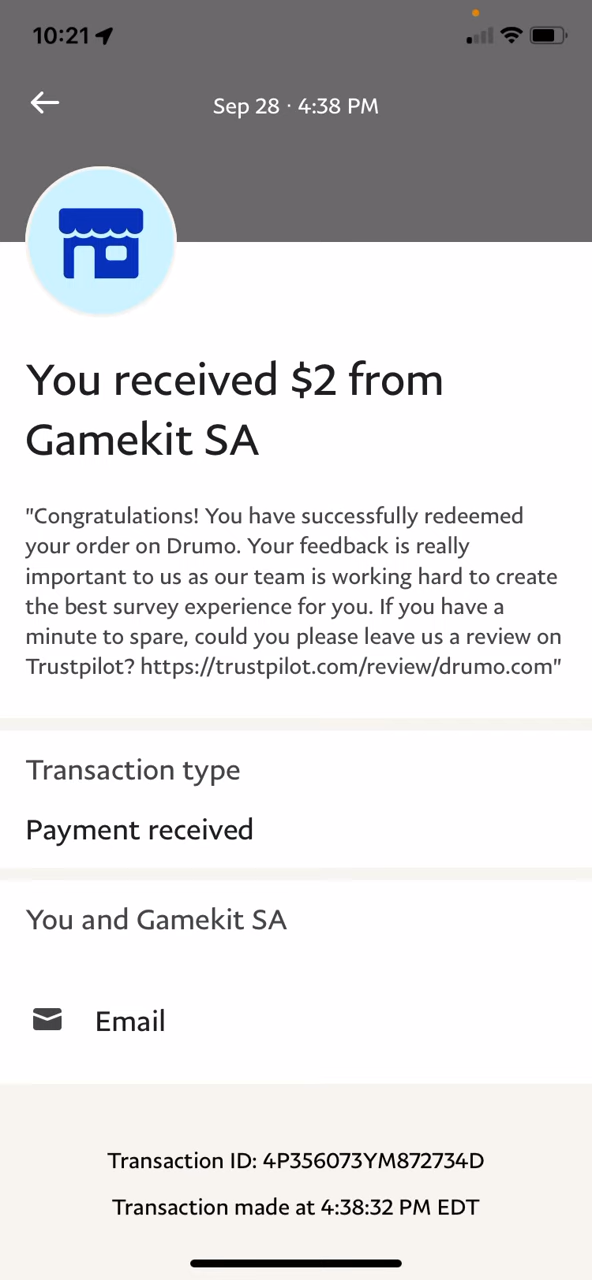 10:21
Sep 28 · 4:38 PM
You received $2 from
Gamekit SA
"Congratulations! You have successfully redeemed
your order on Drumo. Your feedback is really
important to us as our team is working hard to create
the best survey experience for you. If you have a
minute to spare, could you please leave us a review on
Trustpilot? https://trustpilot.com/review/drumo.com"
Transaction type
Payment received
You and Gamekit SA
Email
Transaction ID: 4P356073YM872734D
Transaction made at 4:38:32 PM EDT